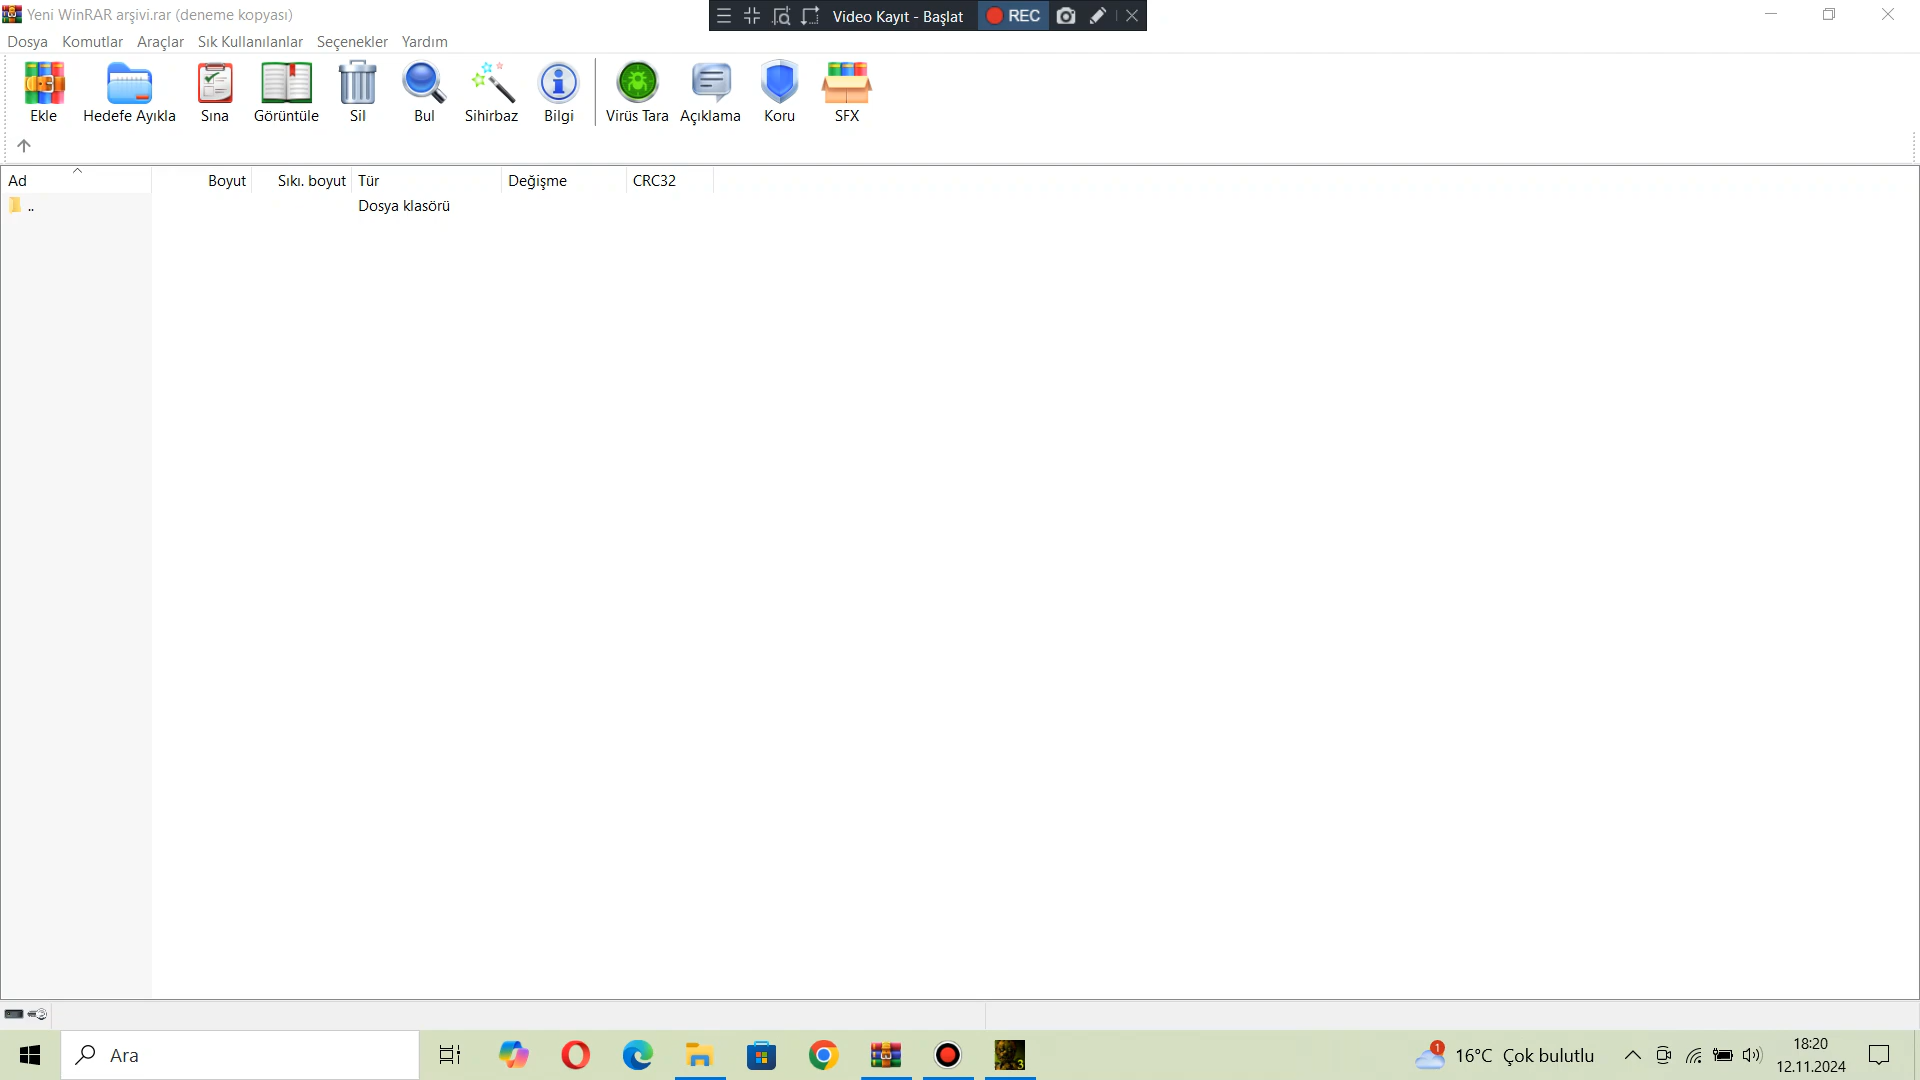 Yeni WinRAR arşivi.rar (deneme kopyası)
Video Kayıt - Başlat
REC
Dosya Komutlar Araçlar Sık Kullanılanlar Seçenekler Yardım
Ekle Hedefe Ayıkla Sına Görüntüle Sil Bul Sihirbaz Bilgi Virüs Tara Açıklama Koru SFX
Ad Boyut Sıkı. boyut Tür Değişme CRC32
.. Dosya klasörü
Ara
3
1
16°C Çok bulutlu
18:20
12.11.2024